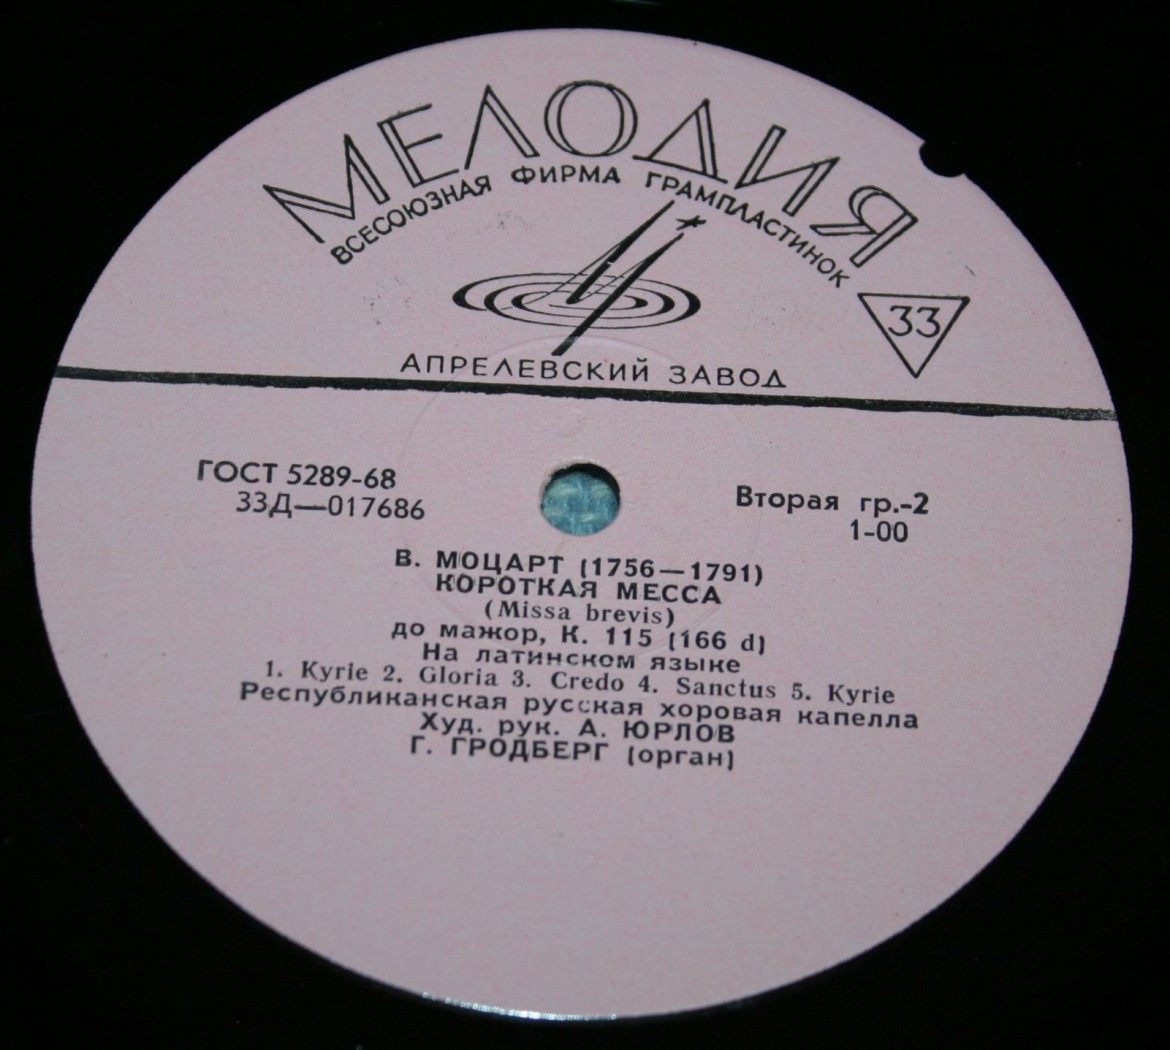 МЕЛОДИЯ
ВСЕСОЮЗНАЯ ФИРМА ГРАМПЛАСТИНОК
33
АПРЕЛЕВСКИЙ ЗАВОД
ГОСТ 5289-68
33Д—017686
Вторая гр.-2
1-00
В. МОЦАРТ (1756—1791)
КОРОТКАЯ МЕССА
(Missa brevis)
до мажор, К. 115 (166 d)
На латинском языке
1. Kyrie 2. Gloria 3. Credo 4. Sanctus 5. Kyrie
Республиканская русская хоровая капелла
Худ. рук. А. ЮРЛОВ
Г. ГРОДБЕРГ (орган)